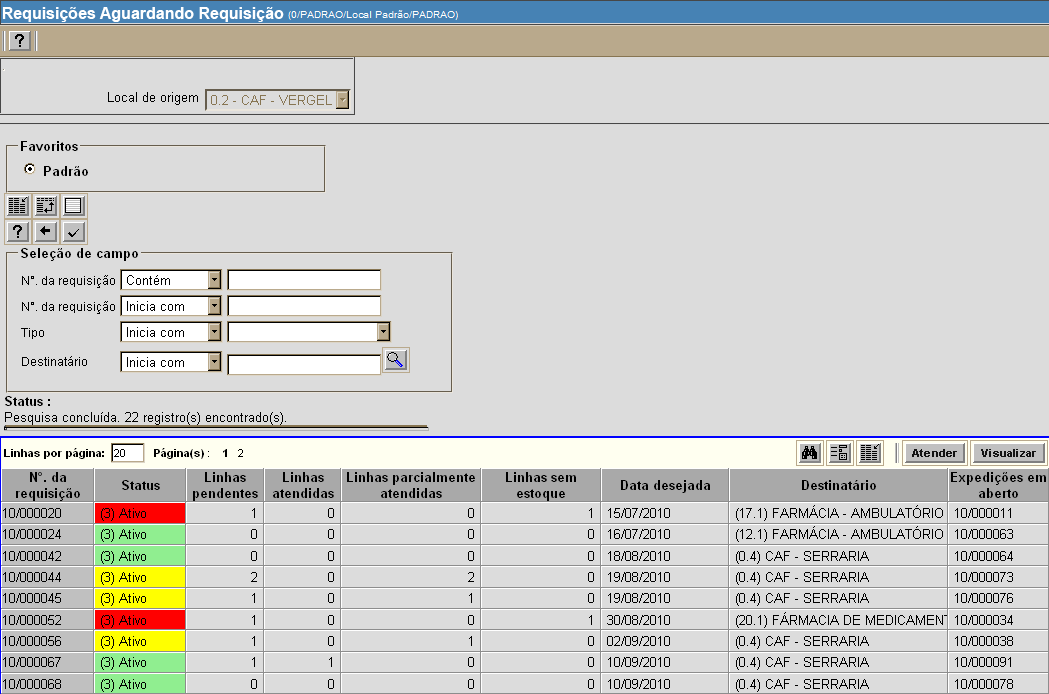 Requisições Aguardando Requisição (0/PADRAO/Local Padrão/PADRAO)
?
Local de origem 0.2 - CAF - VERGEL
Favoritos
Padrão
?
Seleção de campo
N°. da requisição Contém
N°. da requisição Inicia com
Tipo Inicia com
Destinatário Inicia com
Status :
Pesquisa concluída. 22 registro(s) encontrado(s).
Linhas por página: 20 Página(s) : 1 2 Atender Visualizar
N°. da requisição Status Linhas pendentes Linhas atendidas Linhas parcialmente atendidas Linhas sem estoque Data desejada Destinatário Expedições em aberto
10/000020 (3) Ativo 1 0 0 1 15/07/2010 (17.1) FARMÁCIA - AMBULATÓRIO 10/000011
10/000024 (3) Ativo 0 0 0 0 16/07/2010 (12.1) FARMÁCIA - AMBULATÓRIO 10/000063
10/000042 (3) Ativo 0 0 0 0 18/08/2010 (0.4) CAF - SERRARIA 10/000064
10/000044 (3) Ativo 2 0 2 0 19/08/2010 (0.4) CAF - SERRARIA 10/000073
10/000045 (3) Ativo 1 0 1 0 19/08/2010 (0.4) CAF - SERRARIA 10/000076
10/000052 (3) Ativo 1 0 0 1 30/08/2010 (20.1) FÁRMACIA DE MEDICAMEN 10/000034
10/000056 (3) Ativo 1 0 1 0 02/09/2010 (0.4) CAF - SERRARIA 10/000038
10/000067 (3) Ativo 1 1 0 0 10/09/2010 (0.4) CAF - SERRARIA 10/000091
10/000068 (3) Ativo 0 0 0 0 10/09/2010 (0.4) CAF - SERRARIA 10/000078